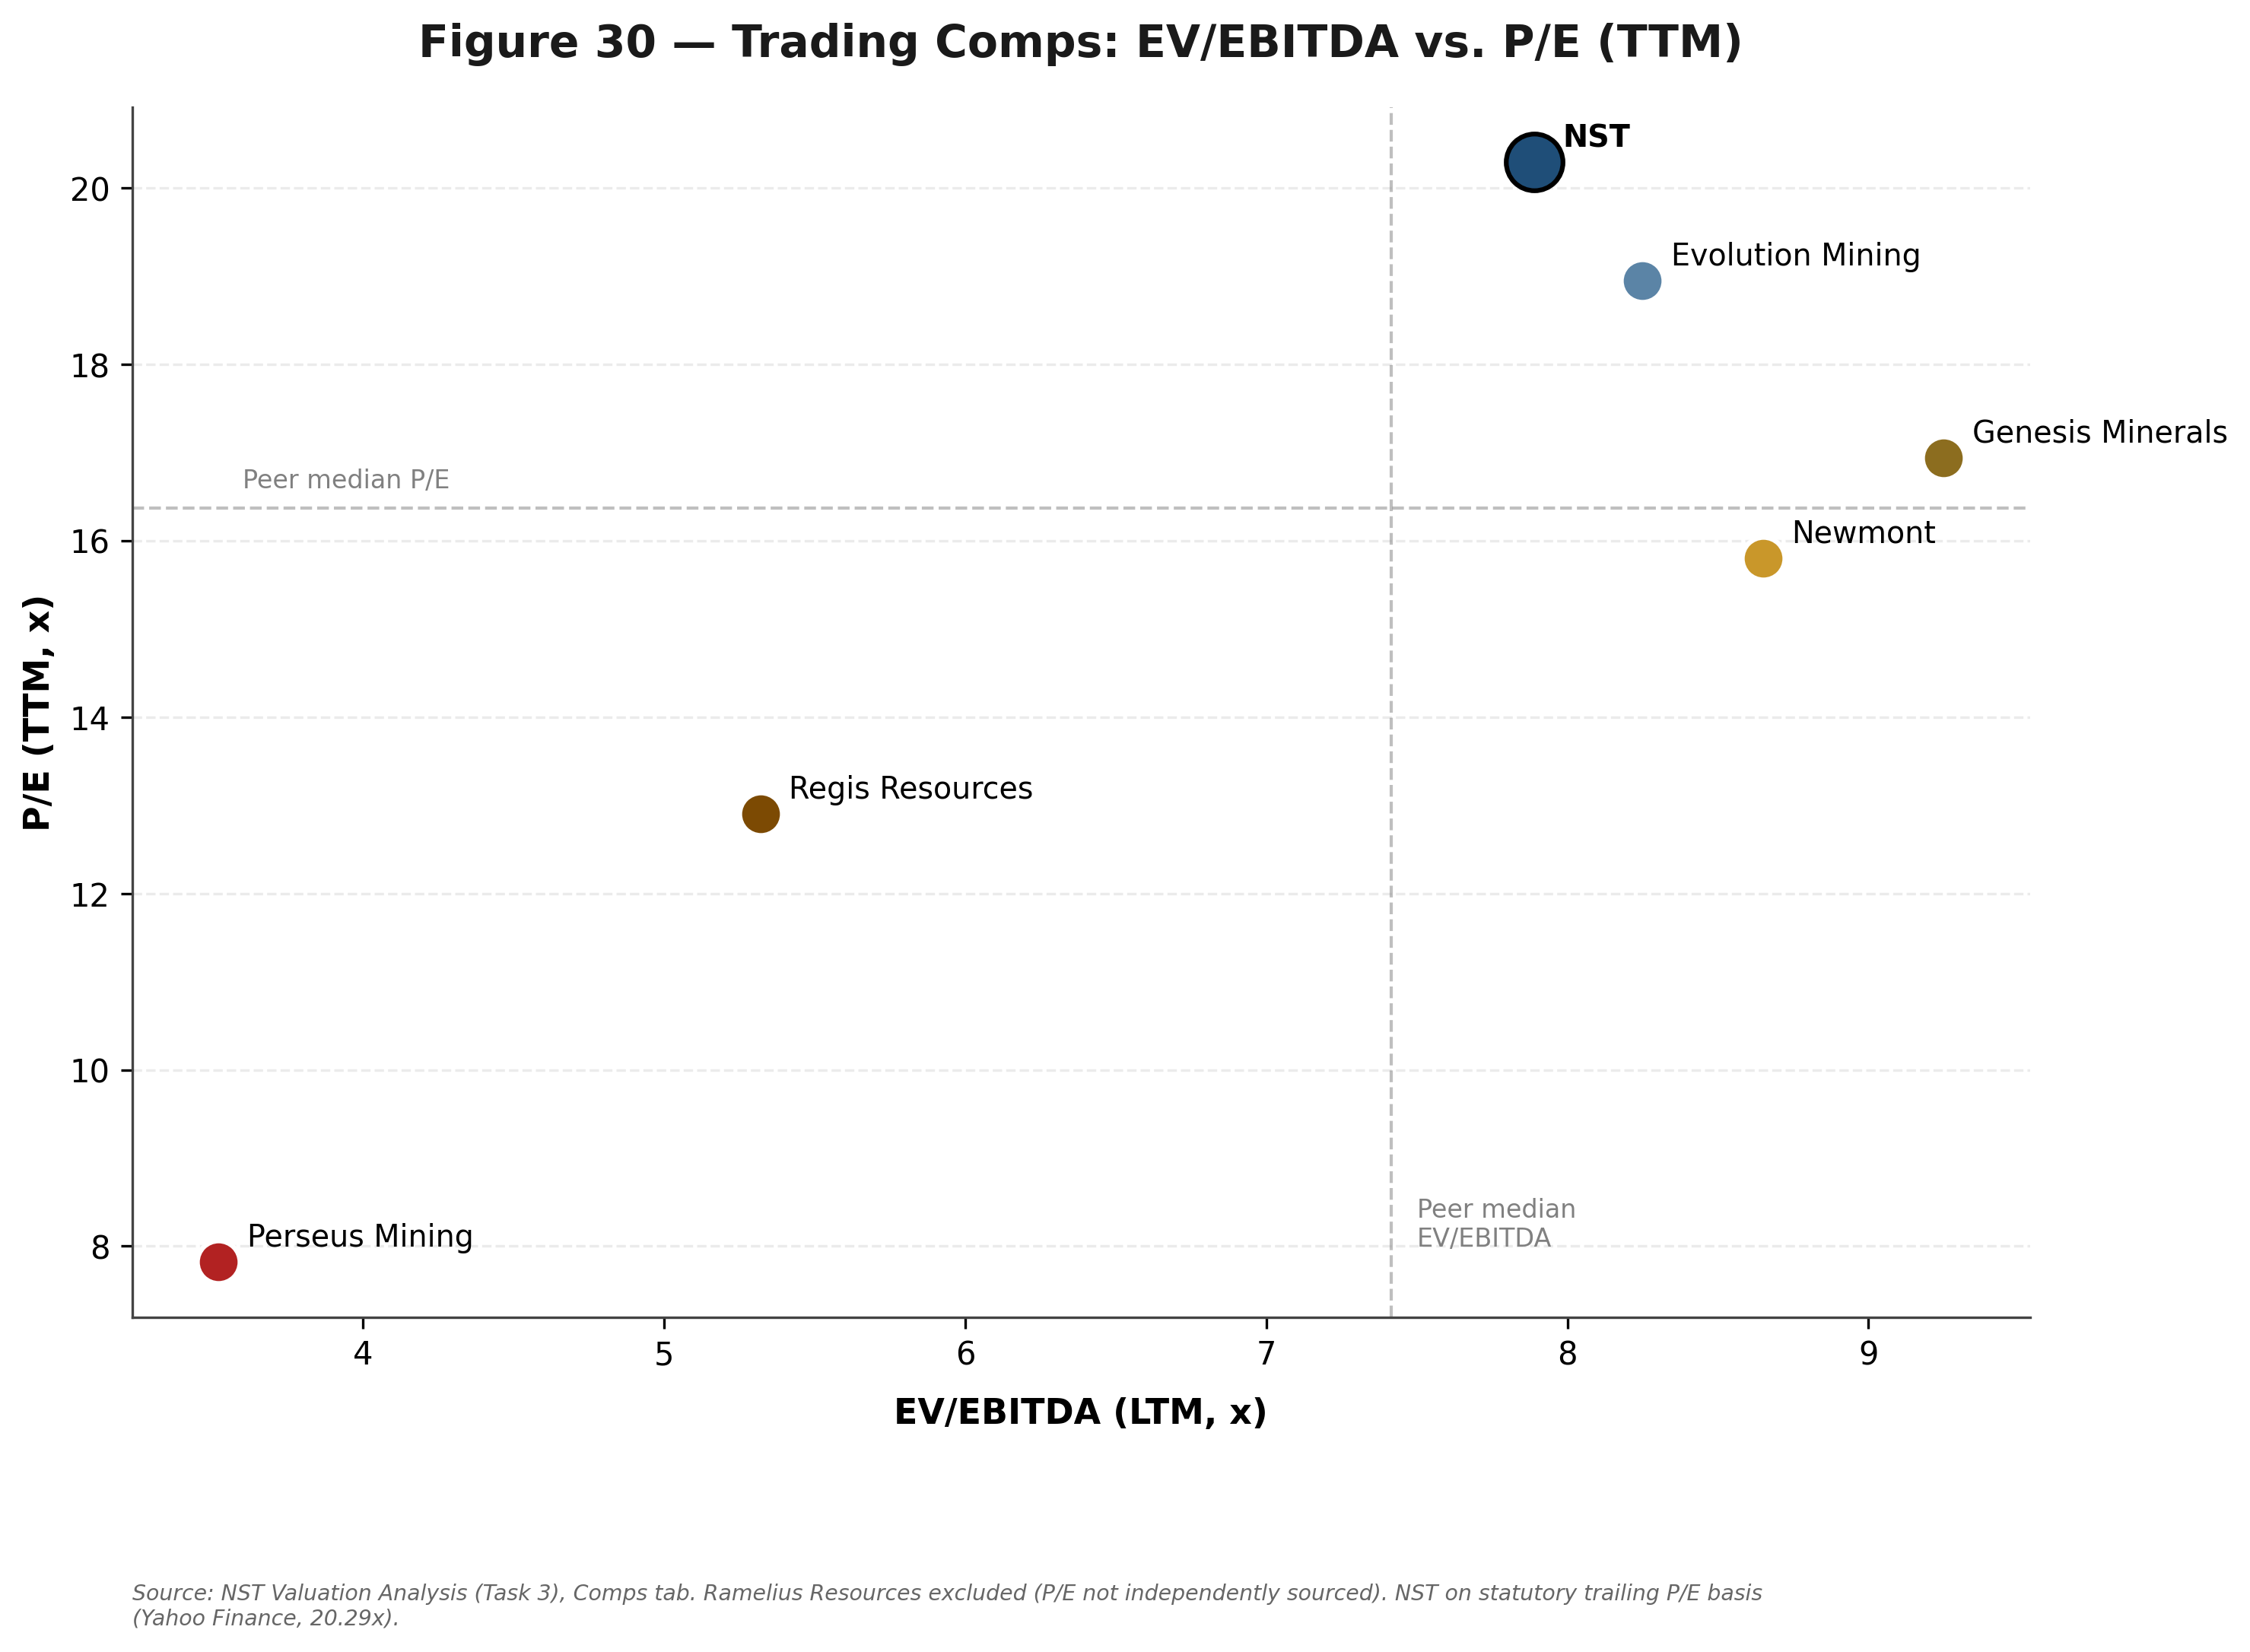 Figure 30 — Trading Comps: EV/EBITDA vs. P/E (TTM)
NST
20
Evolution Mining
18
Genesis Minerals
Peer median P/E
16
Newmont
P/E (TTM, x)
14
Regis Resources
12
10
Peer median
EV/EBITDA
Perseus Mining
8
4 5 6 7 8 9
EV/EBITDA (LTM, x)
Source: NST Valuation Analysis (Task 3), Comps tab. Ramelius Resources excluded (P/E not independently sourced). NST on statutory trailing P/E basis
(Yahoo Finance, 20.29x).